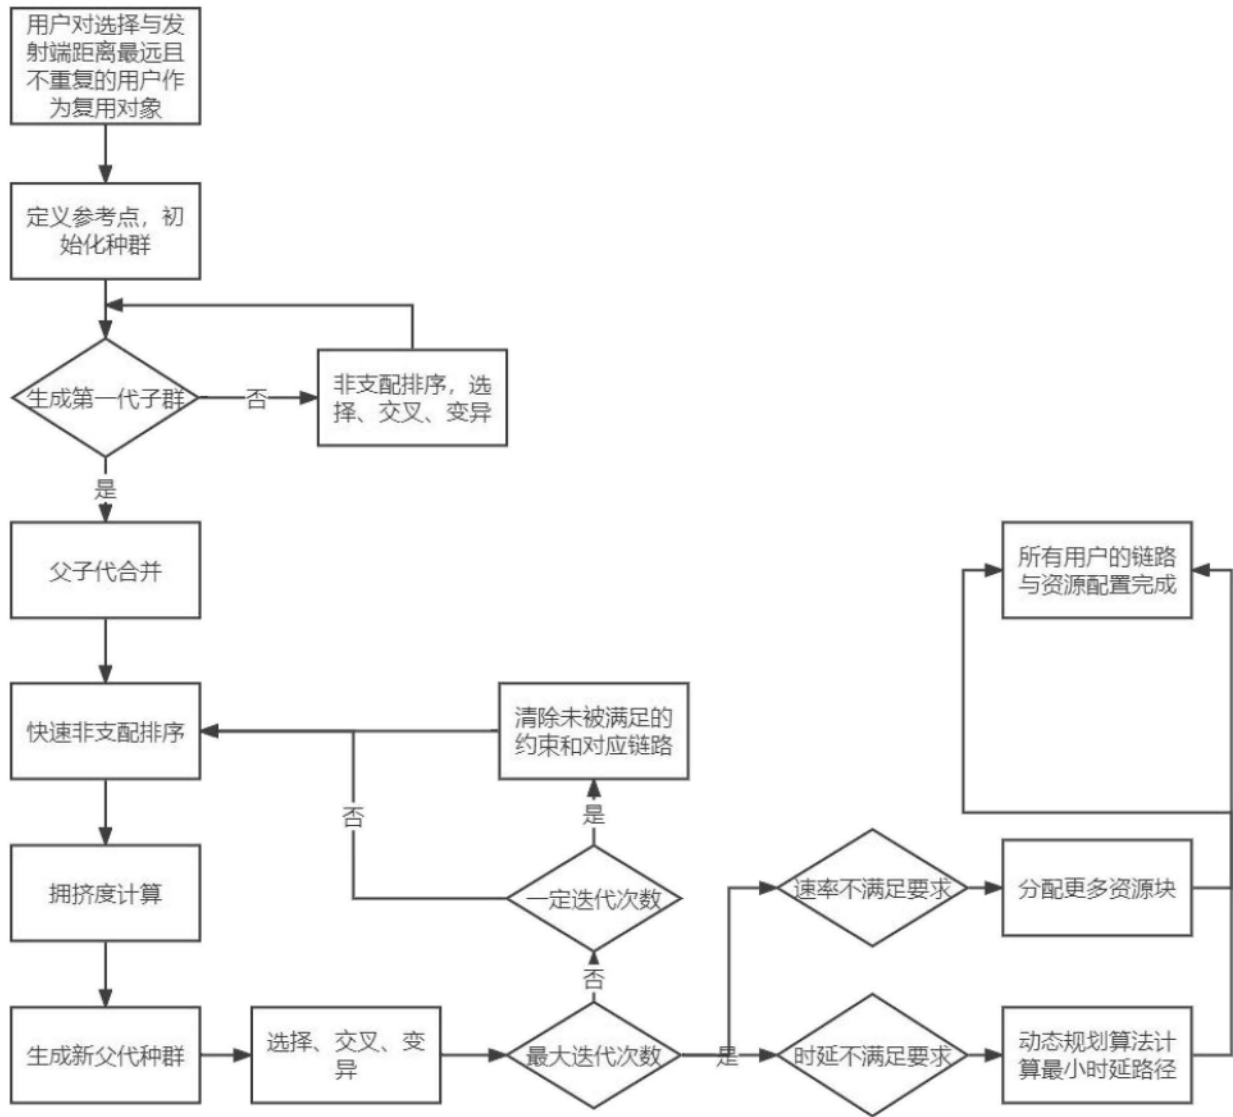 用户对选择与发
射端距离最远且
不重复的用户作
为复用对象
定义参考点，初
始化种群
生成第一代子群
否
非支配排序，选
择、交叉、变异
是
父子代合并
所有用户的链路
与资源配置完成
快速非支配排序
清除未被满足的
约束和对应链路
否
是
拥挤度计算
一定迭代次数
速率不满足要求
分配更多资源块
否
生成新父代种群
选择、交叉、变
异
最大迭代次数
是
时延不满足要求
动态规划算法计
算最小时延路径